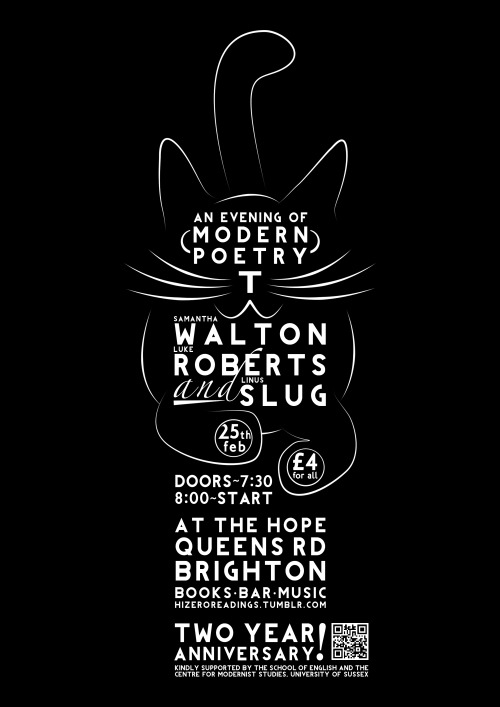 AN EVENING OF
MODERN
POETRY
T
SAMANTHA
WALTON
LUKE
ROBERTS
and LINUS
SLUG
25th
feb
£4
for all
DOORS~7:30
8:00~START
AT THE HOPE
QUEENS RD
BRIGHTON
BOOKS·BAR·MUSIC
HIZEROREADINGS.TUMBLR.COM
TWO YEAR
ANNIVERSARY!
KINDLY SUPPORTED BY THE SCHOOL OF ENGLISH AND THE
CENTRE FOR MODERNIST STUDIES, UNIVERSITY OF SUSSEX